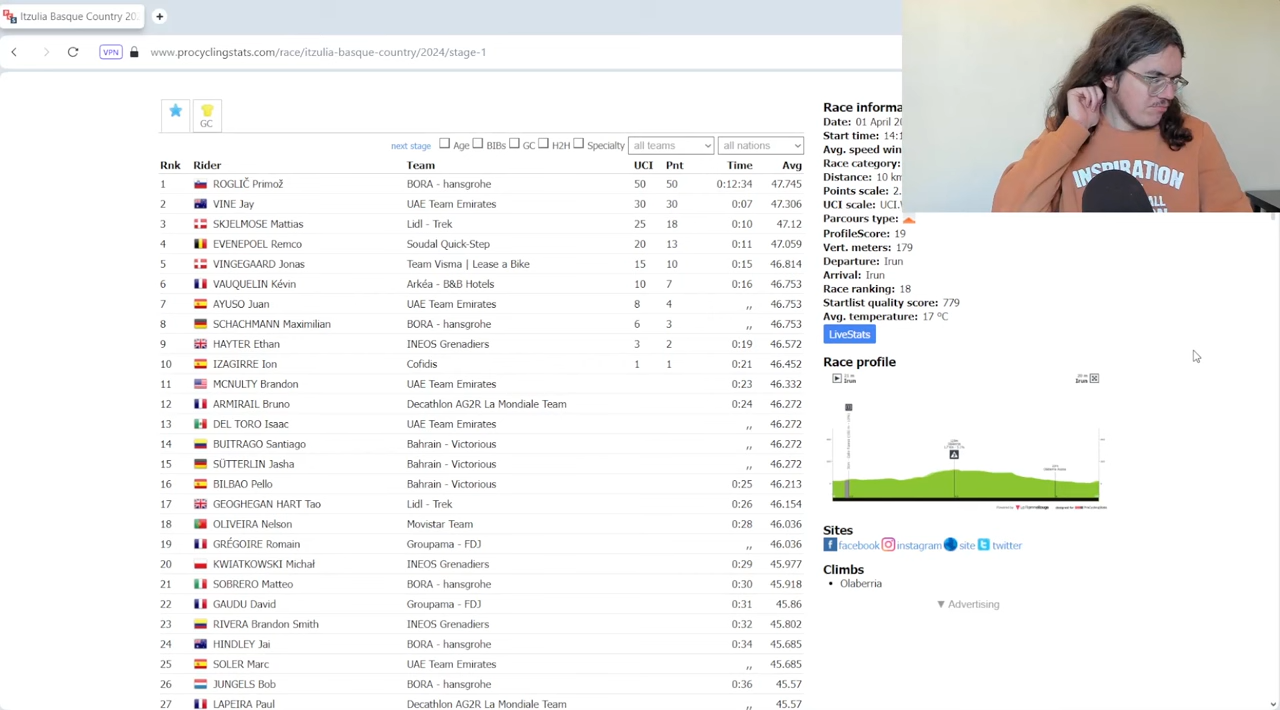 Itzulia Basque Country 202
VPN www.procyclingstats.com/race/itzulia-basque-country/2024/stage-1
GC
next stage Age BIBs GC H2H Specialty all teams all nations
Rnk Rider Team UCI Pnt Time Avg
1 ROGLIČ Primož BORA - hansgrohe 50 50 0:12:34 47.745
2 VINE Jay UAE Team Emirates 30 30 0:07 47.306
3 SKJELMOSE Mattias Lidl - Trek 25 18 0:10 47.12
4 EVENEPOEL Remco Soudal Quick-Step 20 13 0:11 47.059
5 VINGEGAARD Jonas Team Visma | Lease a Bike 15 10 0:15 46.814
6 VAUQUELIN Kévin Arkéa - B&B Hotels 10 7 0:16 46.753
7 AYUSO Juan UAE Team Emirates 8 4 ,, 46.753
8 SCHACHMANN Maximilian BORA - hansgrohe 6 3 ,, 46.753
9 HAYTER Ethan INEOS Grenadiers 3 2 0:19 46.572
10 IZAGIRRE Ion Cofidis 1 1 0:21 46.452
11 MCNULTY Brandon UAE Team Emirates 0:23 46.332
12 ARMIRAIL Bruno Decathlon AG2R La Mondiale Team 0:24 46.272
13 DEL TORO Isaac UAE Team Emirates ,, 46.272
14 BUITRAGO Santiago Bahrain - Victorious ,, 46.272
15 SÜTTERLIN Jasha Bahrain - Victorious ,, 46.272
16 BILBAO Pello Bahrain - Victorious 0:25 46.213
17 GEOGHEGAN HART Tao Lidl - Trek 0:26 46.154
18 OLIVEIRA Nelson Movistar Team 0:28 46.036
19 GRÉGOIRE Romain Groupama - FDJ ,, 46.036
20 KWIATKOWSKI Michał INEOS Grenadiers 0:29 45.977
21 SOBRERO Matteo BORA - hansgrohe 0:30 45.918
22 GAUDU David Groupama - FDJ 0:31 45.86
23 RIVERA Brandon Smith INEOS Grenadiers 0:32 45.802
24 HINDLEY Jai BORA - hansgrohe 0:34 45.685
25 SOLER Marc UAE Team Emirates ,, 45.685
26 JUNGELS Bob BORA - hansgrohe 0:36 45.57
27 LAPEIRA Paul Decathlon AG2R La Mondiale Team ,, 45.57
Race informa
Date: 01 April 20
Start time: 14:1
Avg. speed win
Race category:
Distance: 10 km
Points scale: 2.
UCI scale: UCI.W
Parcours type:
ProfileScore: 19
Vert. meters: 179
Departure: Irun
Arrival: Irun
Race ranking: 18
Startlist quality score: 779
Avg. temperature: 17 °C
LiveStats
Race profile
Irun
Irun
Sites
facebook instagram site twitter
Climbs
• Olaberria
▼ Advertising
INSPIRATION